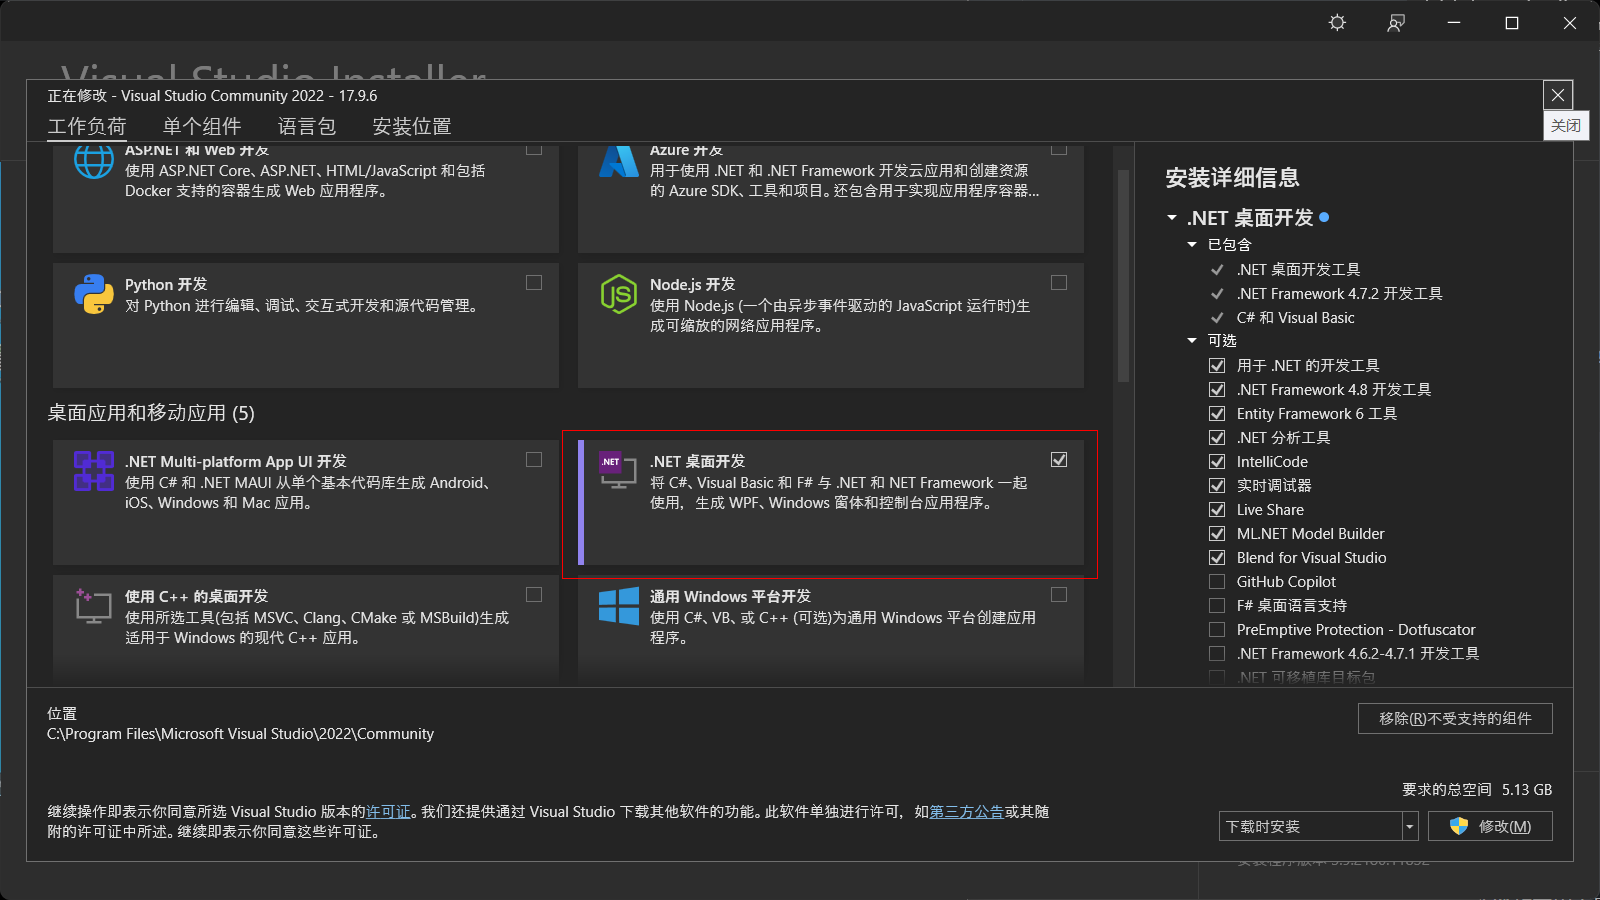 Visual Studio Installer
正在修改 - Visual Studio Community 2022 - 17.9.6
关闭
工作负荷 单个组件 语言包 安装位置
ASP.NET 和 Web 开发
使用 ASP.NET Core、ASP.NET、HTML/JavaScript 和包括
Docker 支持的容器生成 Web 应用程序。
Azure 开发
用于使用 .NET 和 .NET Framework 开发云应用和创建资源
的 Azure SDK、工具和项目。还包含用于实现应用程序容器...
Python 开发
对 Python 进行编辑、调试、交互式开发和源代码管理。
Node.js 开发
使用 Node.js (一个由异步事件驱动的 JavaScript 运行时)生
成可缩放的网络应用程序。
桌面应用和移动应用 (5)
.NET Multi-platform App UI 开发
使用 C# 和 .NET MAUI 从单个基本代码库生成 Android、
iOS、Windows 和 Mac 应用。
.NET
.NET 桌面开发
将 C#、Visual Basic 和 F# 与 .NET 和 NET Framework 一起
使用，生成 WPF、Windows 窗体和控制台应用程序。
使用 C++ 的桌面开发
使用所选工具(包括 MSVC、Clang、CMake 或 MSBuild)生成
适用于 Windows 的现代 C++ 应用。
通用 Windows 平台开发
使用 C#、VB、或 C++ (可选)为通用 Windows 平台创建应用
程序。
安装详细信息
.NET 桌面开发
已包含
.NET 桌面开发工具
.NET Framework 4.7.2 开发工具
C# 和 Visual Basic
可选
用于 .NET 的开发工具
.NET Framework 4.8 开发工具
Entity Framework 6 工具
.NET 分析工具
IntelliCode
实时调试器
Live Share
ML.NET Model Builder
Blend for Visual Studio
GitHub Copilot
F# 桌面语言支持
PreEmptive Protection - Dotfuscator
.NET Framework 4.6.2-4.7.1 开发工具
.NET 可移植库目标包
位置
C:\Program Files\Microsoft Visual Studio\2022\Community
移除(R)不受支持的组件
要求的总空间 5.13 GB
继续操作即表示你同意所选 Visual Studio 版本的许可证。我们还提供通过 Visual Studio 下载其他软件的功能。此软件单独进行许可，如第三方公告或其随
附的许可证中所述。继续即表示你同意这些许可证。
下载时安装
修改(M)